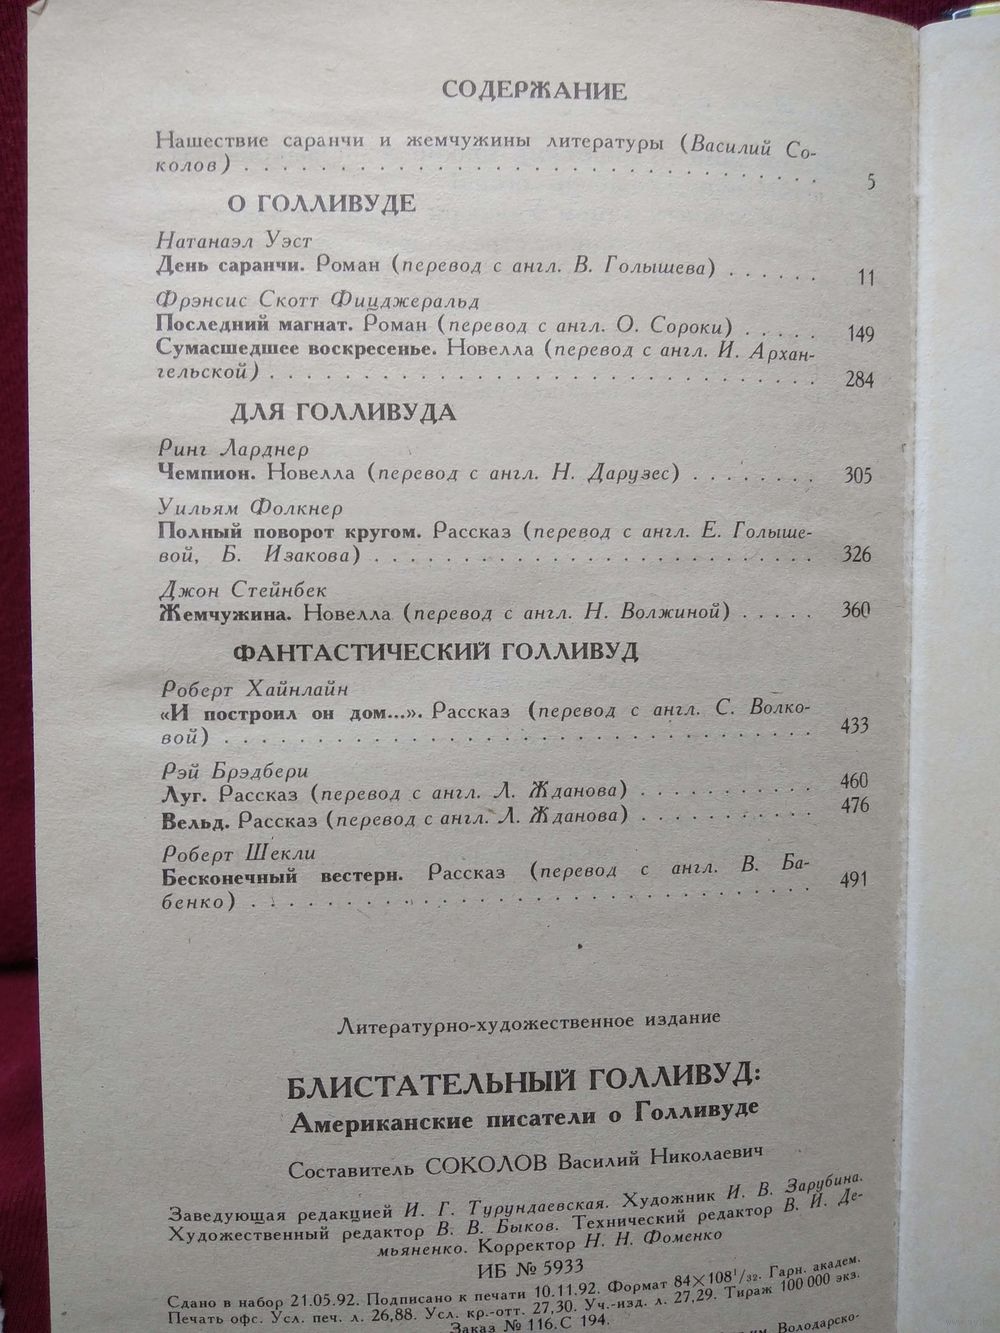 СОДЕРЖАНИЕ
Нашествие саранчи и жемчужины литературы (Василий Со-
колов) . . . . . . . . . . . . . . . . . . . . . . . . . . . . . . 5
О ГОЛЛИВУДЕ
Натанаэл Уэст
День саранчи. Роман (перевод с англ. В. Голышева) . . . . . . 11
Фрэнсис Скотт Фицджеральд
Последний магнат. Роман (перевод с англ. О. Сороки) . . . . . 149
Сумасшедшее воскресенье. Новелла (перевод с англ. И. Архан-
гельской) . . . . . . . . . . . . . . . . . . . . . . . . . . . . . 284
ДЛЯ ГОЛЛИВУДА
Ринг Ларднер
Чемпион. Новелла (перевод с англ. Н. Дарузес) . . . . . . . . 305
Уильям Фолкнер
Полный поворот кругом. Рассказ (перевод с англ. Е. Голыше-
вой, Б. Изакова) . . . . . . . . . . . . . . . . . . . . . . . . 326
Джон Стейнбек
Жемчужина. Новелла (перевод с англ. Н. Волжиной) . . . . . 360
ФАНТАСТИЧЕСКИЙ ГОЛЛИВУД
Роберт Хайнлайн
«И построил он дом...». Рассказ (перевод с англ. С. Волко-
вой) . . . . . . . . . . . . . . . . . . . . . . . . . . . . . . . 433
Рэй Брэдбери
Луг. Рассказ (перевод с англ. Л. Жданова) . . . . . . . . . . 460
Вельд. Рассказ (перевод с англ. Л. Жданова) . . . . . . . . . 476
Роберт Шекли
Бесконечный вестерн. Рассказ (перевод с англ. В. Ба-
бенко) . . . . . . . . . . . . . . . . . . . . . . . . . . . . . 491
Литературно-художественное издание
БЛИСТАТЕЛЬНЫЙ ГОЛЛИВУД:
Американские писатели о Голливуде
Составитель СОКОЛОВ Василий Николаевич
Заведующая редакцией И. Г. Турундаевская. Художник И. В. Зарубина.
Художественный редактор В. В. Быков. Технический редактор В. И. Де-
мьяненко. Корректор Н. Н. Фоменко
ИБ № 5933
Сдано в набор 21.05.92. Подписано к печати 10.11.92. Формат 84×108¹/₃₂. Гарн. академ.
Печать офс. Усл. печ. л. 26,88. Усл. кр.-отт. 27,30. Уч.-изд. л. 27,29. Тираж 100 000 экз.
Заказ № 116. С 194.
им. Володарско-